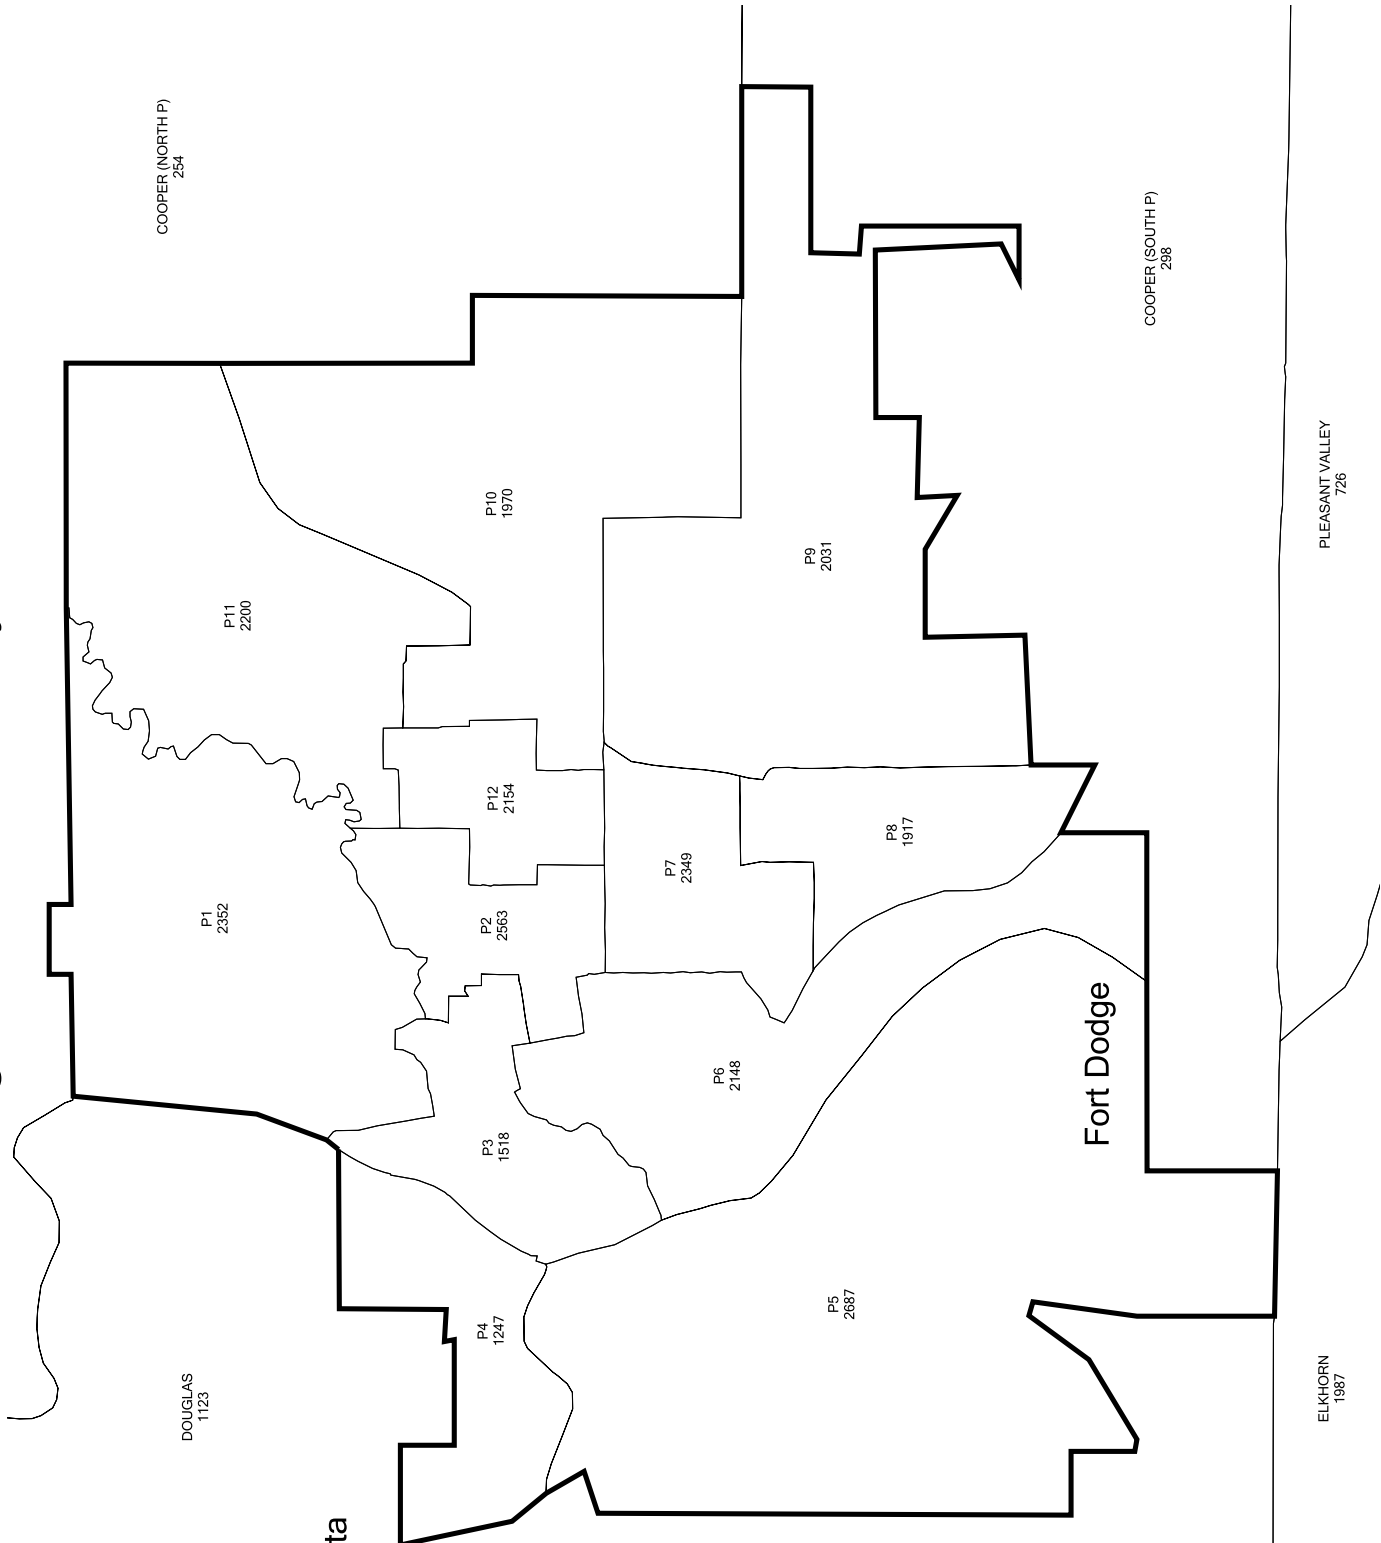 COOPER (NORTH P)
254
P11
2200
P10
1970
P9
2031
COOPER (SOUTH P)
298
PLEASANT VALLEY
726
P1
2352
P12
2154
P2
2563
P7
2349
P8
1917
P6
2148
P3
1518
Fort Dodge
P4
1247
P5
2687
DOUGLAS
1123
ELKHORN
1987
ta